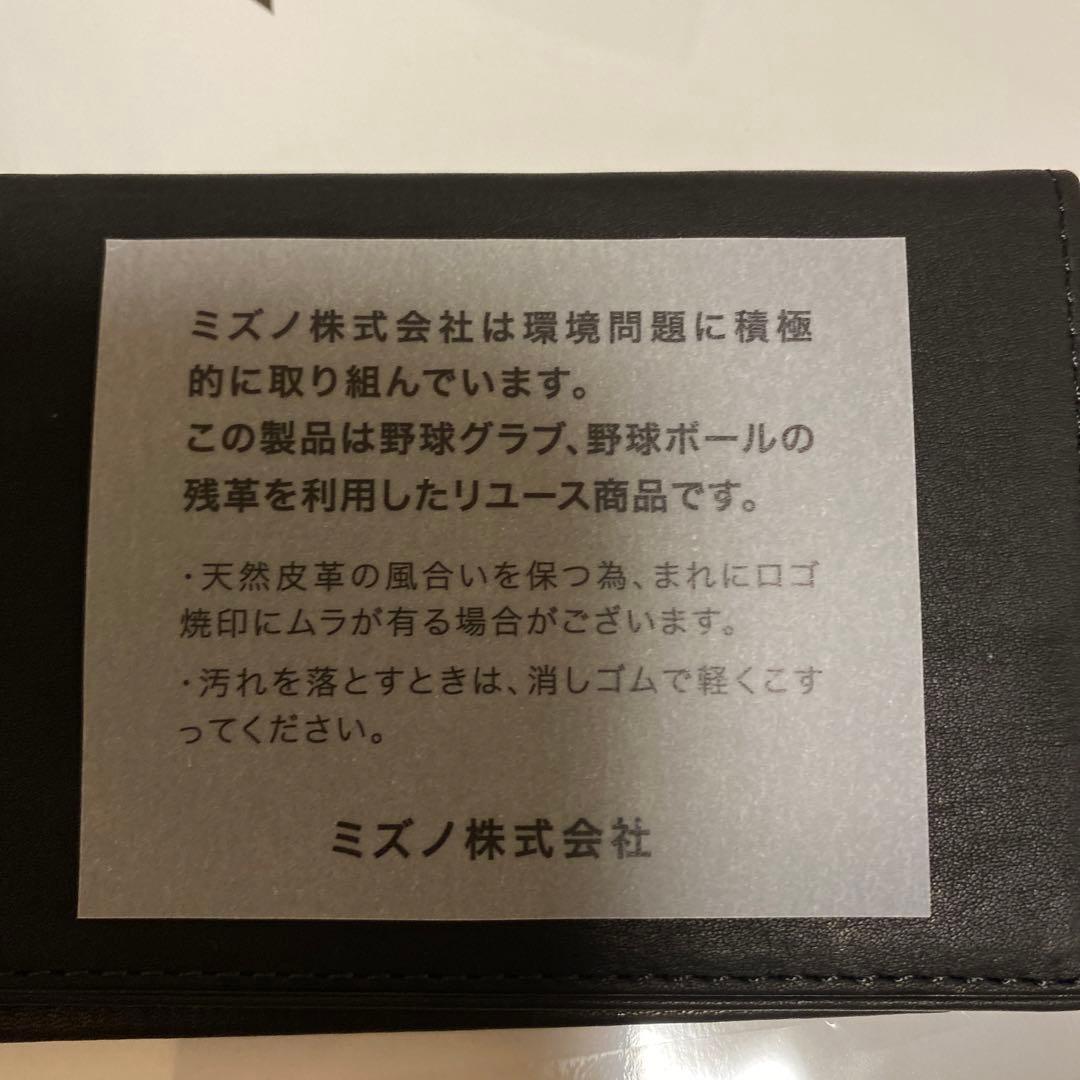 ミズノ株式会社は環境問題に積極
的に取り組んでいます。
この製品は野球グラブ、野球ボールの
残革を利用したリユース商品です。
・天然皮革の風合いを保つ為、まれにロゴ
焼印にムラが有る場合がございます。
・汚れを落とすときは、消しゴムで軽くこす
ってください。
ミズノ株式会社